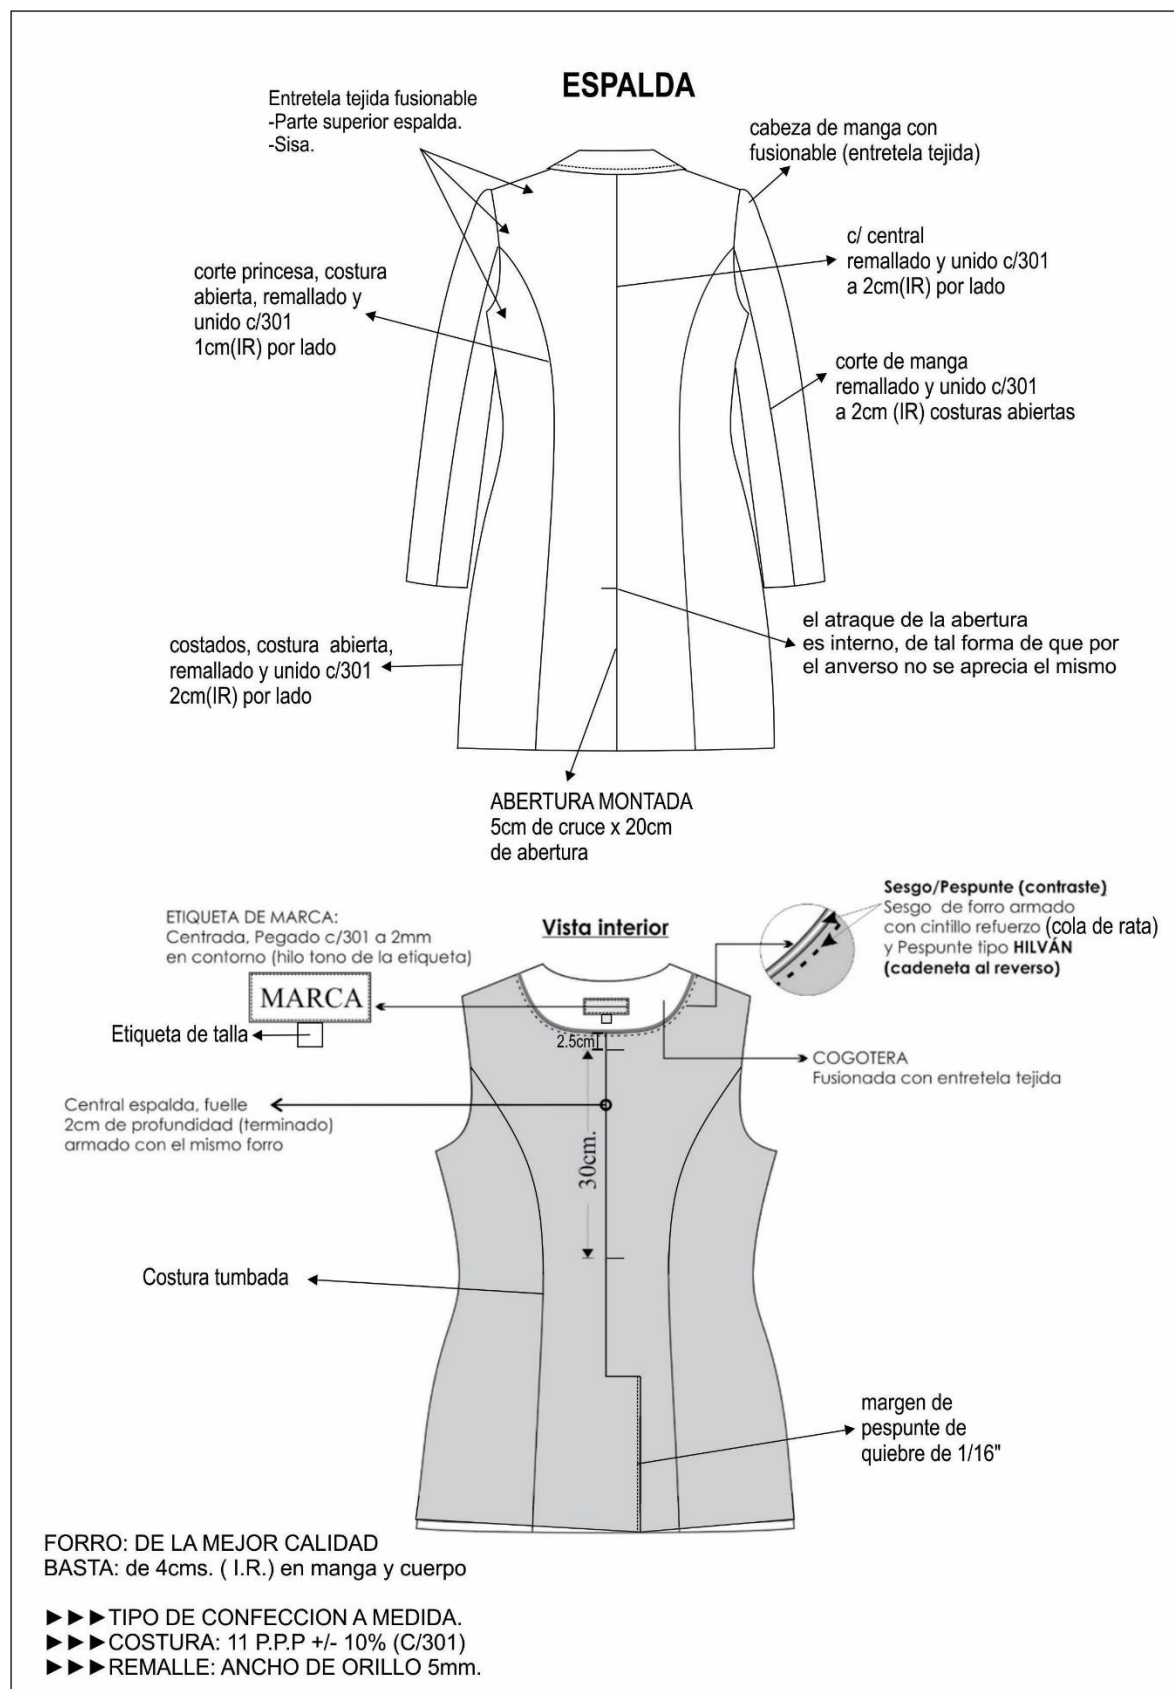 ESPALDA
Entretela tejida fusionable
-Parte superior espalda.
-Sisa.
cabeza de manga con
fusionable (entretela tejida)
c/ central
remallado y unido c/301
a 2cm(IR) por lado
corte princesa, costura
abierta, remallado y
unido c/301
1cm(IR) por lado
corte de manga
remallado y unido c/301
a 2cm (IR) costuras abiertas
el atraque de la abertura
es interno, de tal forma de que por
el anverso no se aprecia el mismo
costados, costura abierta,
remallado y unido c/301
2cm(IR) por lado
ABERTURA MONTADA
5cm de cruce x 20cm
de abertura
Sesgo/Pespunte (contraste)
Sesgo de forro armado
con cintillo refuerzo (cola de rata)
y Pespunte tipo HILVÁN
(cadeneta al reverso)
ETIQUETA DE MARCA:
Centrada, Pegado c/301 a 2mm
en contorno (hilo tono de la etiqueta)
Vista interior
MARCA
Etiqueta de talla
2.5cm
COGOTERA
Fusionada con entretela tejida
Central espalda, fuelle
2cm de profundidad (terminado)
armado con el mismo forro
30cm.
Costura tumbada
margen de
pespunte de
quiebre de 1/16"
FORRO: DE LA MEJOR CALIDAD
BASTA: de 4cms. ( I.R.) en manga y cuerpo
►►►TIPO DE CONFECCION A MEDIDA.
►►►COSTURA: 11 P.P.P +/- 10% (C/301)
►►►REMALLE: ANCHO DE ORILLO 5mm.